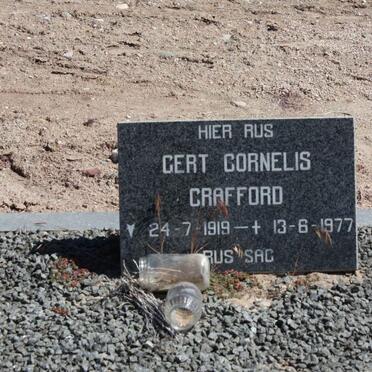 HIER RUS
GERT CORNELIS
CRAFFORD
* 24-7-1919 — † 13-6-1977
RUS SAG